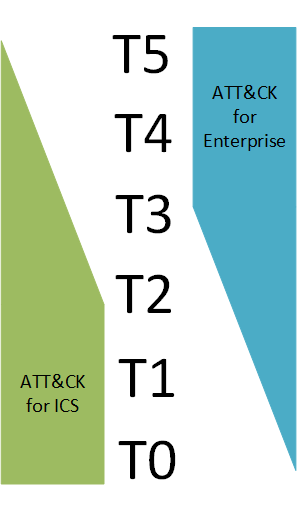 T5
ATT&CK
for
Enterprise
T4
T3
T2
T1
ATT&CK
for ICS
T0